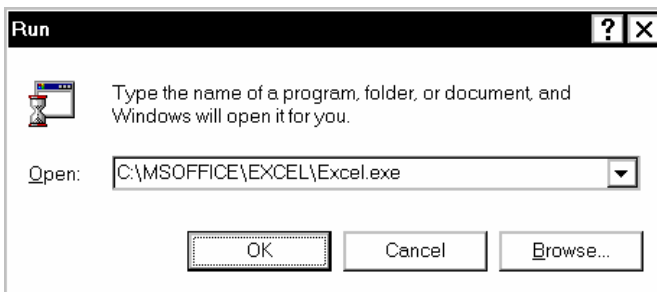 Run
Type the name of a program, folder, or document, and
Windows will open it for you.
Open: C:\MSOFFICE\EXCEL\Excel.exe
OK Cancel Browse...